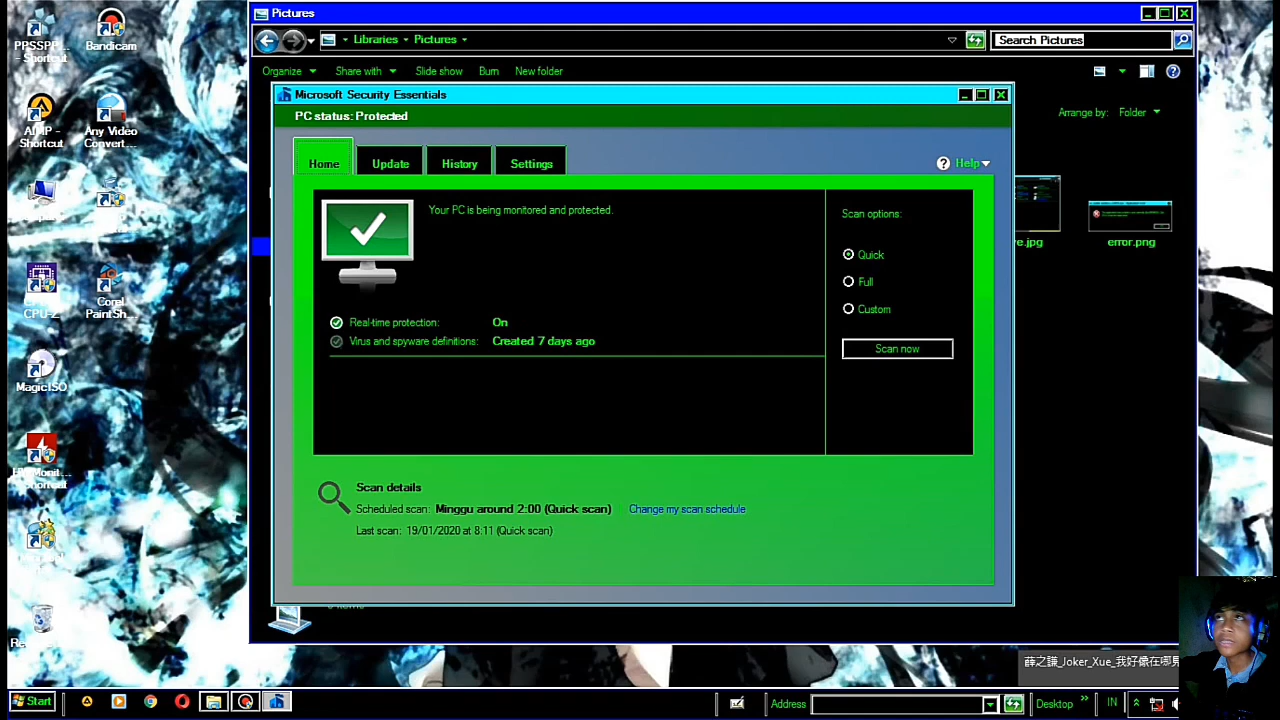 PPSSPP...
- Shortcut
Bandicam
AIMP -
Shortcut
Any Video
Convert...
CPU-Z
Corel
PaintSh...
MagicISO
Pictures
Libraries
Pictures
Search Pictures
Organize
Share with
Slide show
Burn
New folder
Arrange by:
Folder
error.png
Microsoft Security Essentials
PC status: Protected
Home
Update
History
Settings
Help
Your PC is being monitored and protected.
Real-time protection:
On
Virus and spyware definitions:
Created 7 days ago
Scan options:
Quick
Full
Custom
Scan now
Scan details
Scheduled scan: Minggu around 2:00 (Quick scan)
Change my scan schedule
Last scan: 19/01/2020 at 8:11 (Quick scan)
薛之謙_Joker_Xue_我好像在哪見
Start
Address
Desktop
IN